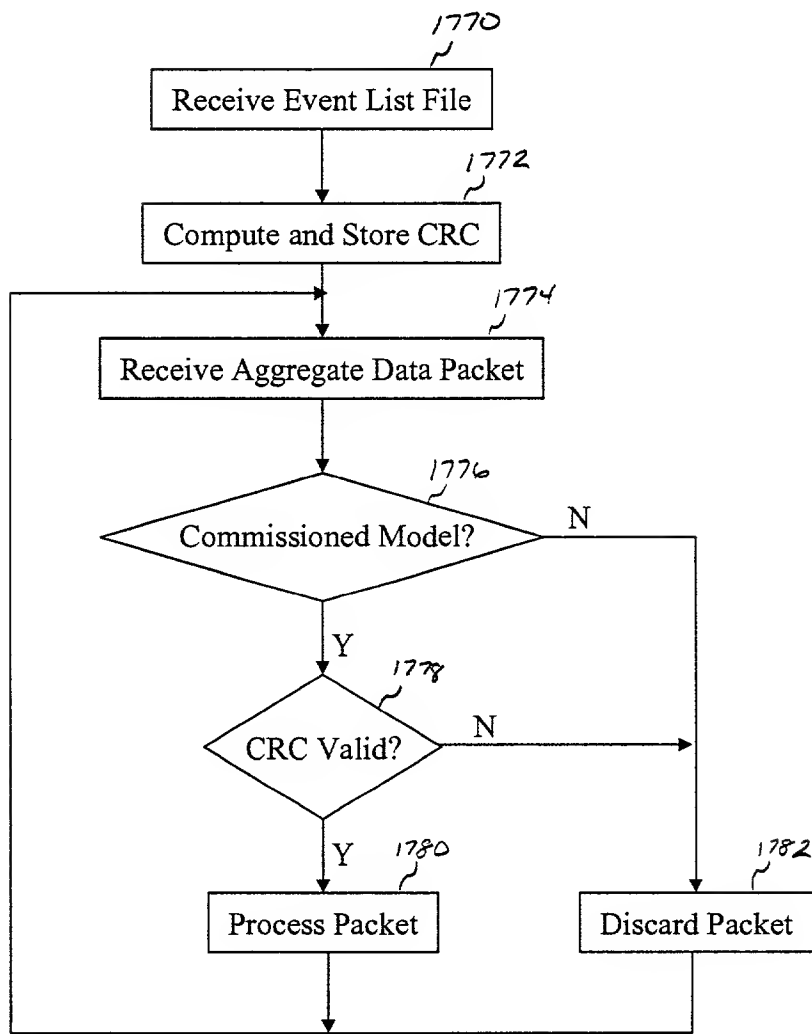 1770
Receive Event List File
1772
Compute and Store CRC
1774
Receive Aggregate Data Packet
1776
Commissioned Model?
N
Y
1778
CRC Valid?
N
Y
1780
Process Packet
1782
Discard Packet